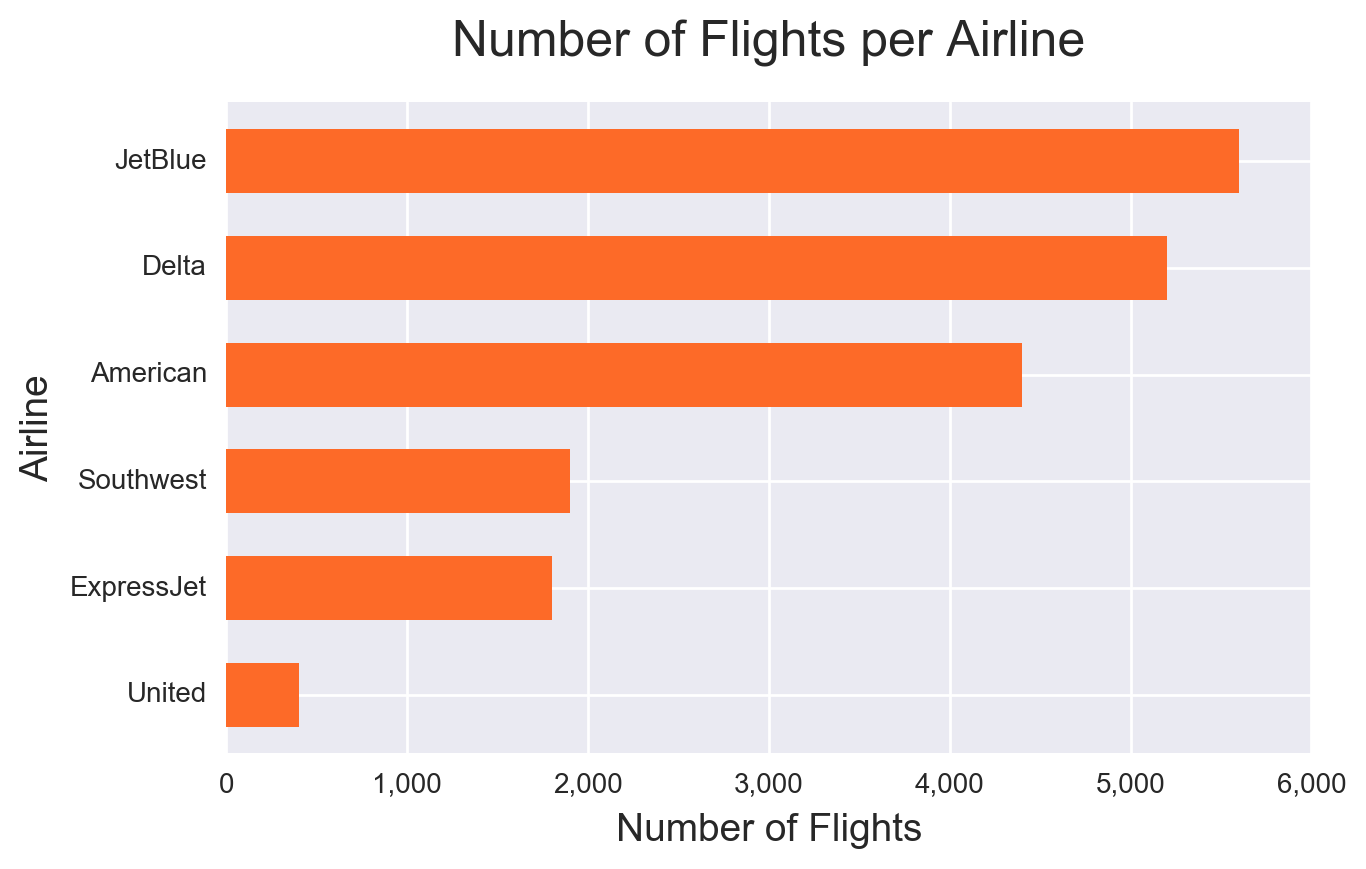 Number of Flights per Airline
JetBlue
Delta
American
Southwest
ExpressJet
United
Airline
0 1,000 2,000 3,000 4,000 5,000 6,000
Number of Flights